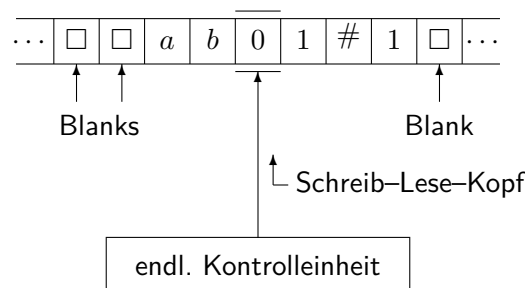 ··· □ □ a b 0 1 # 1 □ ···
Blanks Blank
Schreib–Lese–Kopf
endl. Kontrolleinheit